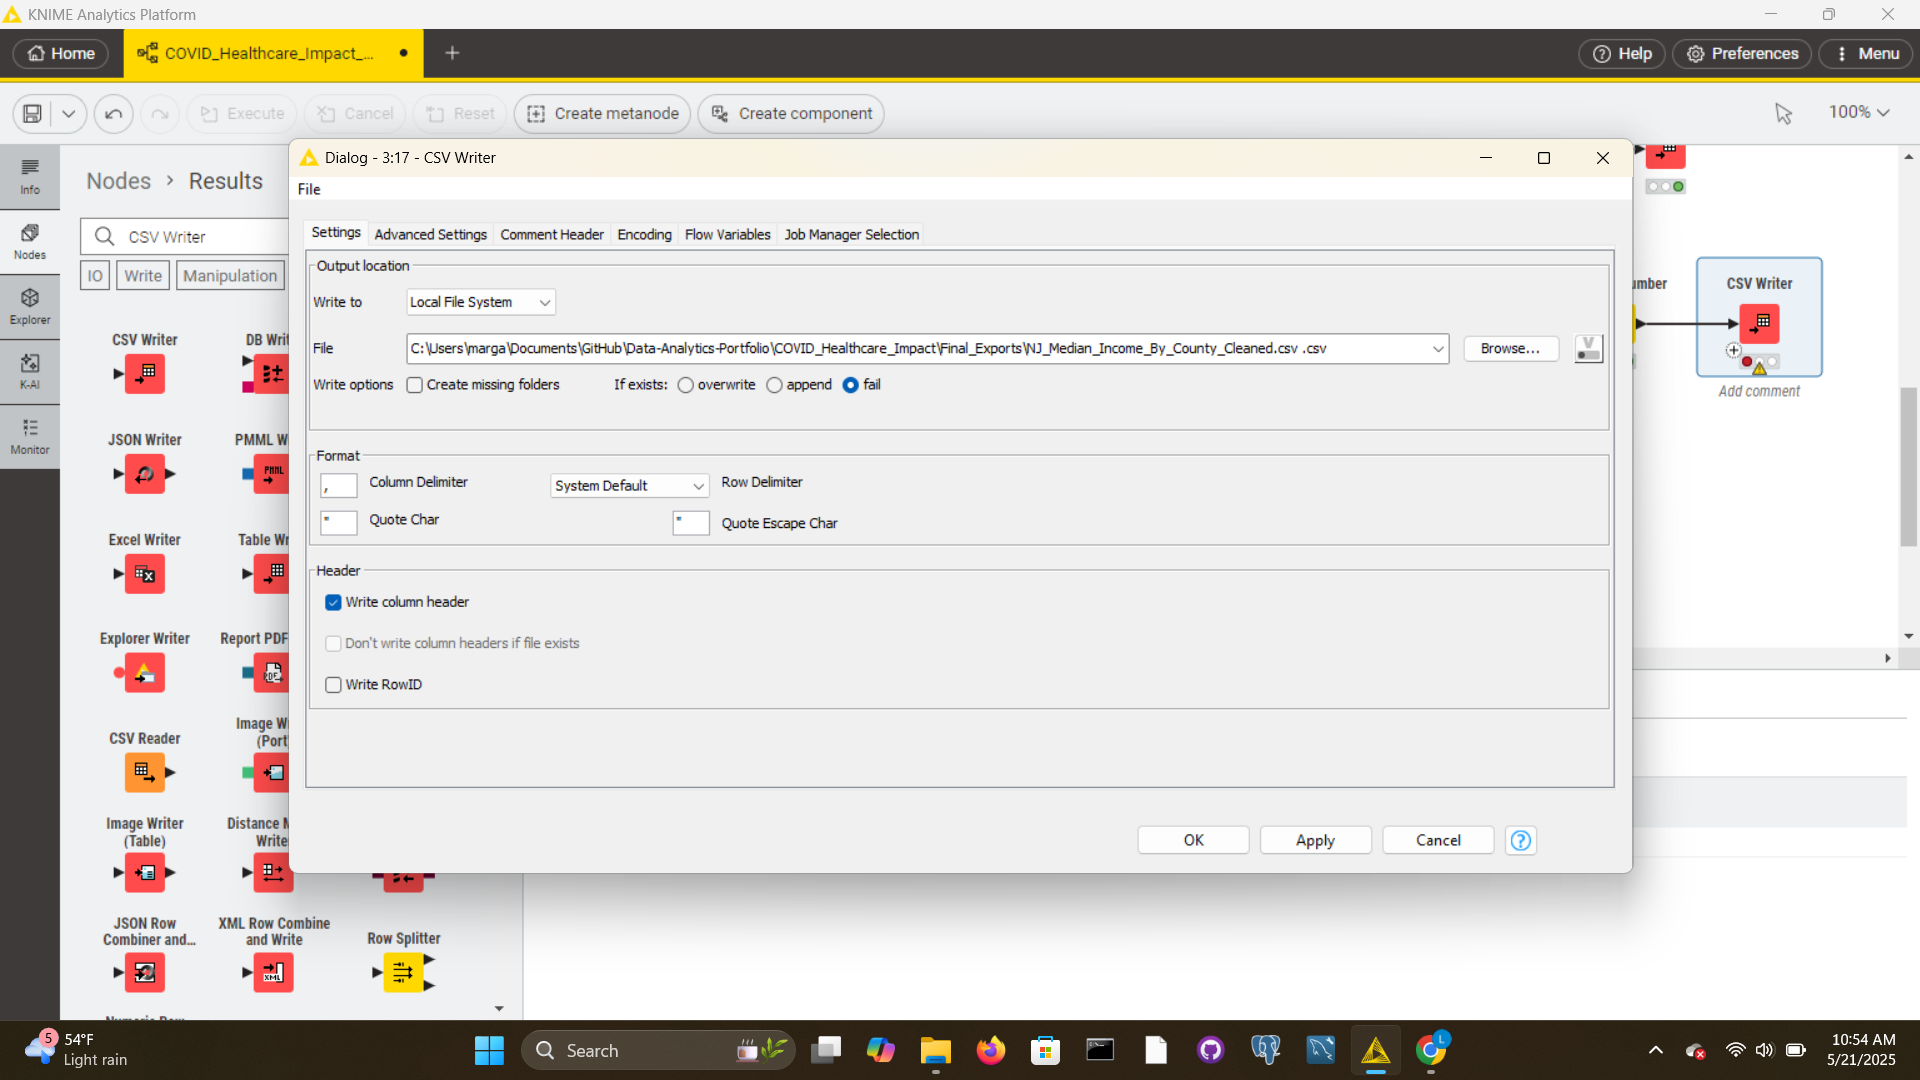 KNIME Analytics Platform
Home
COVID_Healthcare_Impact_...
Help
Preferences
Menu
Execute
Cancel
Reset
Create metanode
Create component
100%
Info
Nodes
Explorer
K-AI
Monitor
Nodes > Results
CSV Writer
IO
Write
Manipulation
CSV Writer
DB Writ
JSON Writer
PMML W
PMML
Excel Writer
Table Wr
Explorer Writer
Report PDF
PDF
CSV Reader
Image W
(Port
Image Writer
(Table)
Distance M
Write
JSON Row
Combiner and...
XML Row Combine
and Write
XML
Row Splitter
Dialog - 3:17 - CSV Writer
File
Settings
Advanced Settings
Comment Header
Encoding
Flow Variables
Job Manager Selection
Output location
Write to
Local File System
File
C:\Users\marga\Documents\GitHub\Data-Analytics-Portfolio\COVID_Healthcare_Impact\Final_Exports\NJ_Median_Income_By_County_Cleaned.csv .csv
Browse...
V
Write options
Create missing folders
If exists:
overwrite
append
fail
Format
,
Column Delimiter
System Default
Row Delimiter
"
Quote Char
"
Quote Escape Char
Header
Write column header
Don't write column headers if file exists
Write RowID
OK
Apply
Cancel
?
umber
CSV Writer
Add comment
5
54°F
Light rain
Search
L
10:54 AM
5/21/2025